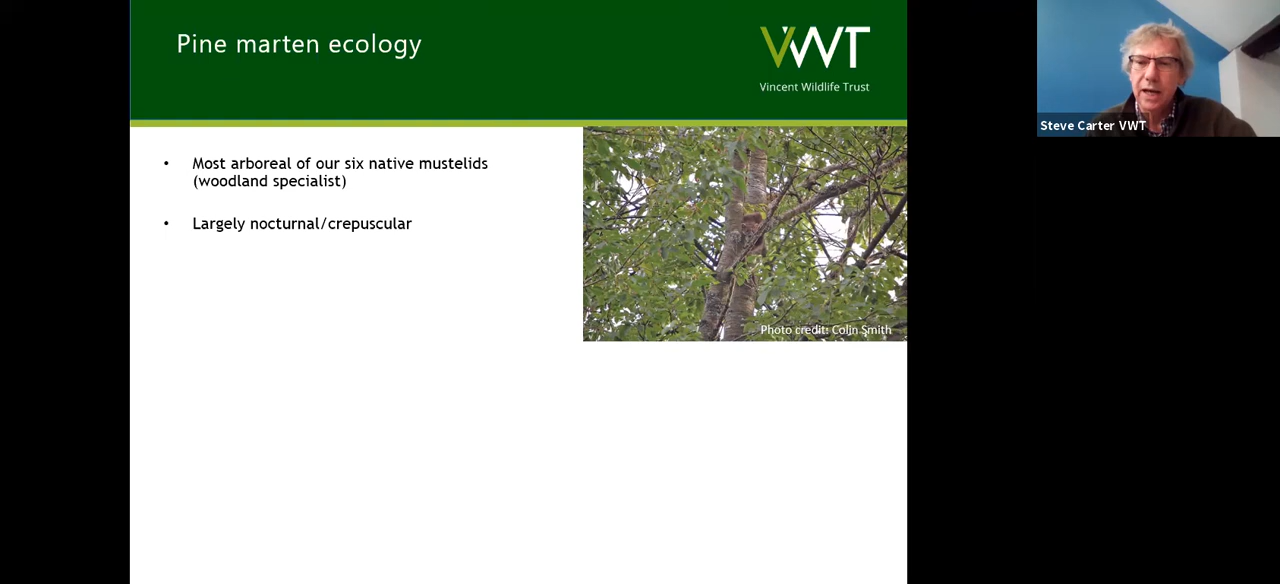 Pine marten ecology
VWT
Vincent Wildlife Trust
Steve Carter VWT
• Most arboreal of our six native mustelids
(woodland specialist)
• Largely nocturnal/crepuscular
Photo credit: Colin Smith